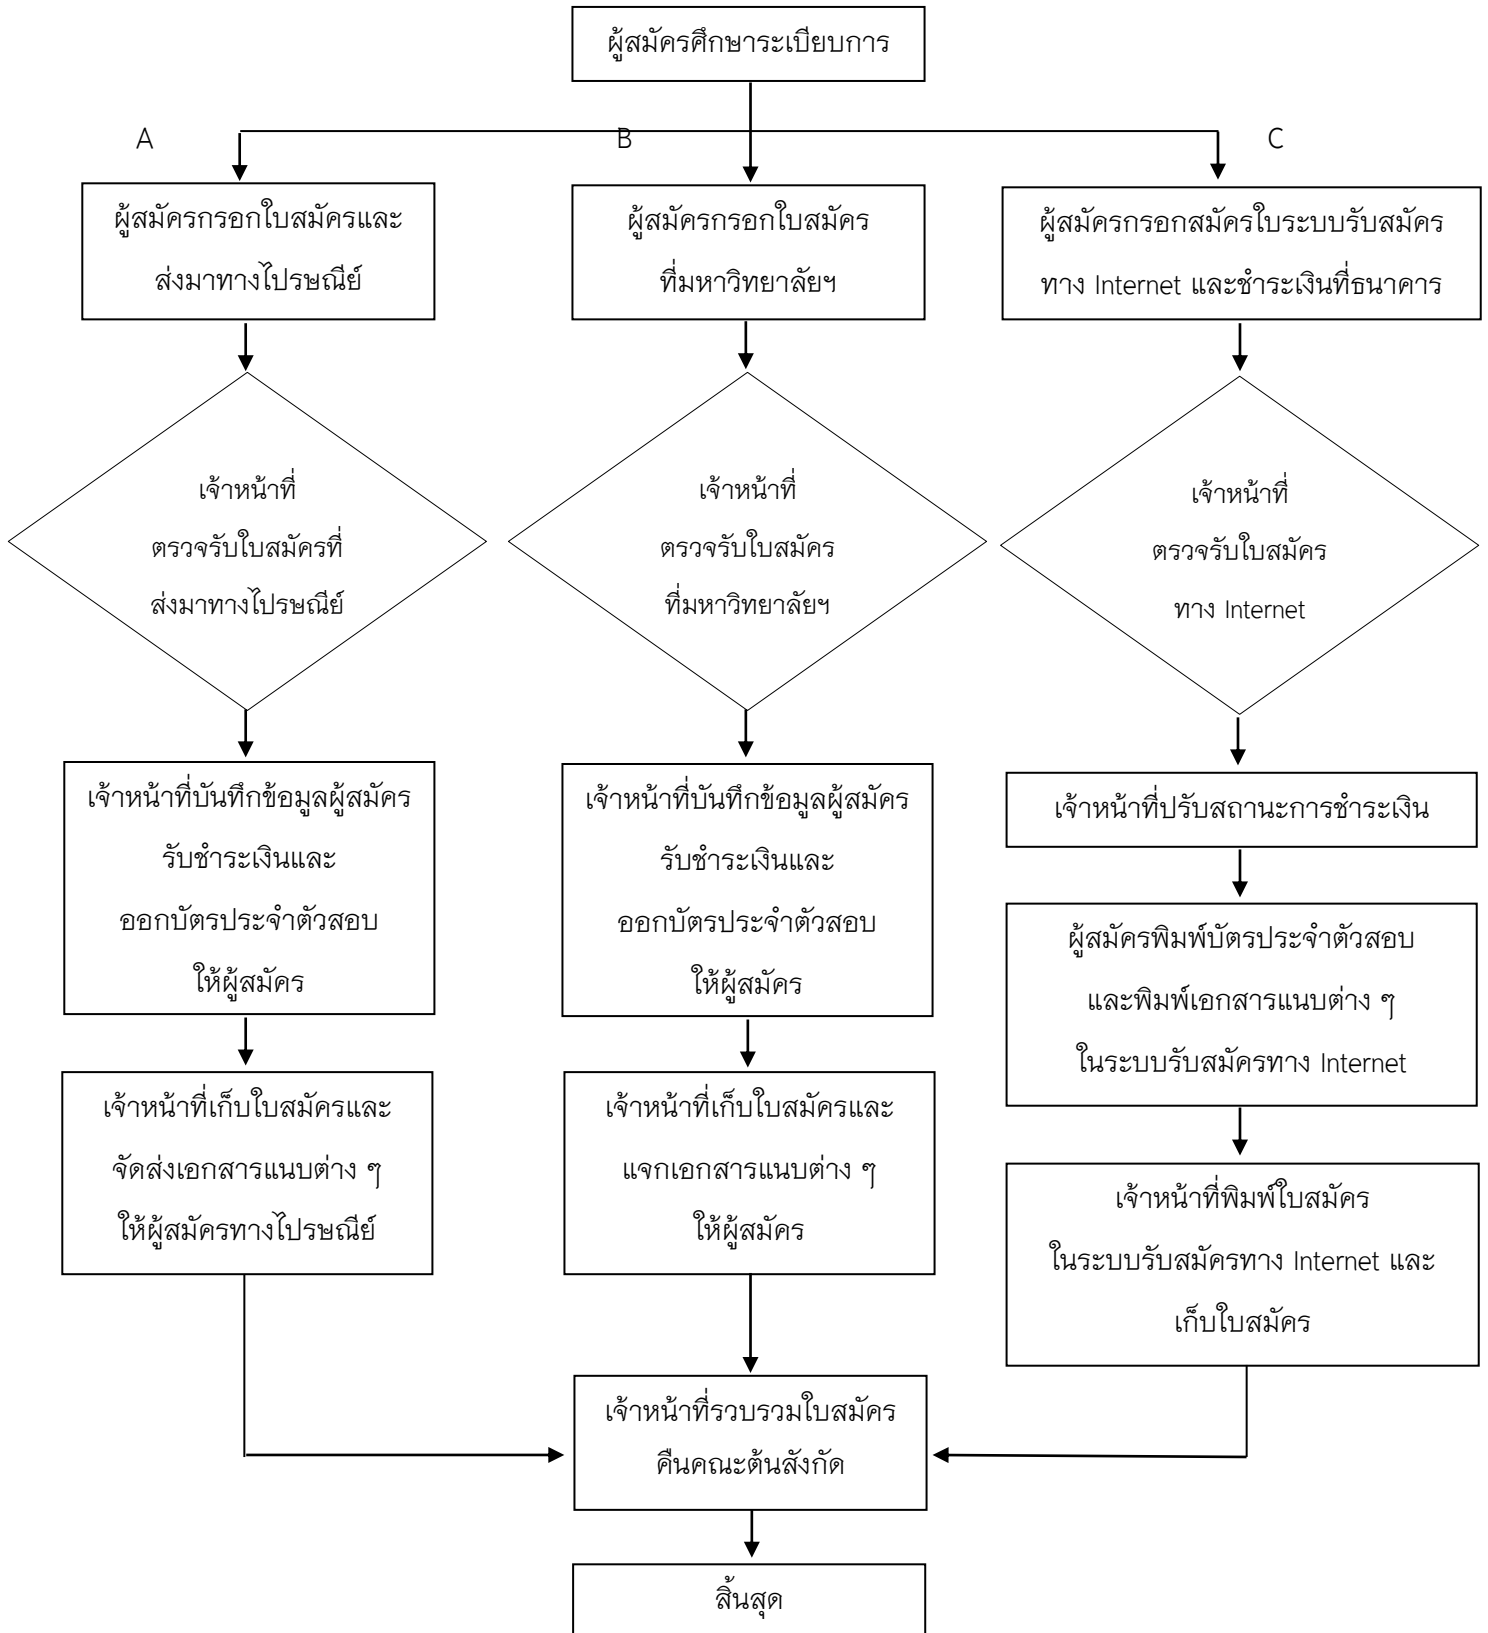 ผู้สมัครศึกษาระเบียบการ
A
B
C
ผู้สมัครกรอกใบสมัครและ
ส่งมาทางไปรษณีย์
ผู้สมัครกรอกใบสมัคร
ที่มหาวิทยาลัยฯ
ผู้สมัครกรอกสมัครใบระบบรับสมัคร
ทาง Internet และชำระเงินที่ธนาคาร
เจ้าหน้าที่
ตรวจรับใบสมัครที่
ส่งมาทางไปรษณีย์
เจ้าหน้าที่
ตรวจรับใบสมัคร
ที่มหาวิทยาลัยฯ
เจ้าหน้าที่
ตรวจรับใบสมัคร
ทาง Internet
เจ้าหน้าที่บันทึกข้อมูลผู้สมัคร
รับชำระเงินและ
ออกบัตรประจำตัวสอบ
ให้ผู้สมัคร
เจ้าหน้าที่บันทึกข้อมูลผู้สมัคร
รับชำระเงินและ
ออกบัตรประจำตัวสอบ
ให้ผู้สมัคร
เจ้าหน้าที่ปรับสถานะการชำระเงิน
ผู้สมัครพิมพ์บัตรประจำตัวสอบ
และพิมพ์เอกสารแนบต่าง ๆ
ในระบบรับสมัครทาง Internet
เจ้าหน้าที่เก็บใบสมัครและ
จัดส่งเอกสารแนบต่าง ๆ
ให้ผู้สมัครทางไปรษณีย์
เจ้าหน้าที่เก็บใบสมัครและ
แจกเอกสารแนบต่าง ๆ
ให้ผู้สมัคร
เจ้าหน้าที่พิมพ์ใบสมัคร
ในระบบรับสมัครทาง Internet และ
เก็บใบสมัคร
เจ้าหน้าที่รวบรวมใบสมัคร
คืนคณะต้นสังกัด
สิ้นสุด